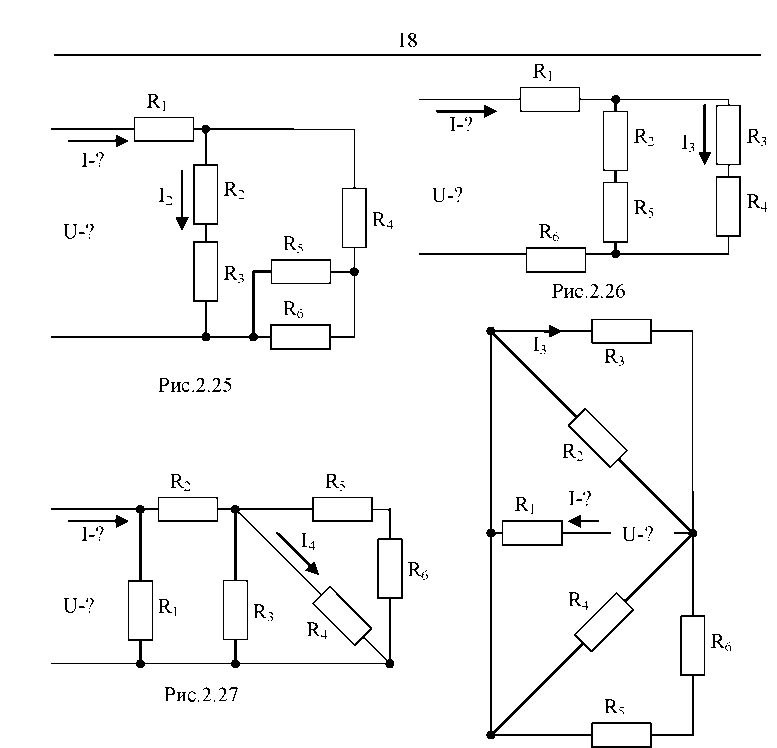 18
R₁
I-?
I₂
R₂
R₄
U-?
R₅
R₃
R₆
Рис.2.25
R₁
I-?
R₂
I₃
R₃
U-?
R₅
R₄
R₆
Рис.2.26
I₃
R₃
R₂
R₁
I-?
U-?
R₄
R₆
R₅
R₂
R₅
I-?
I₄
R₆
U-?
R₁
R₃
R₄
Рис.2.27